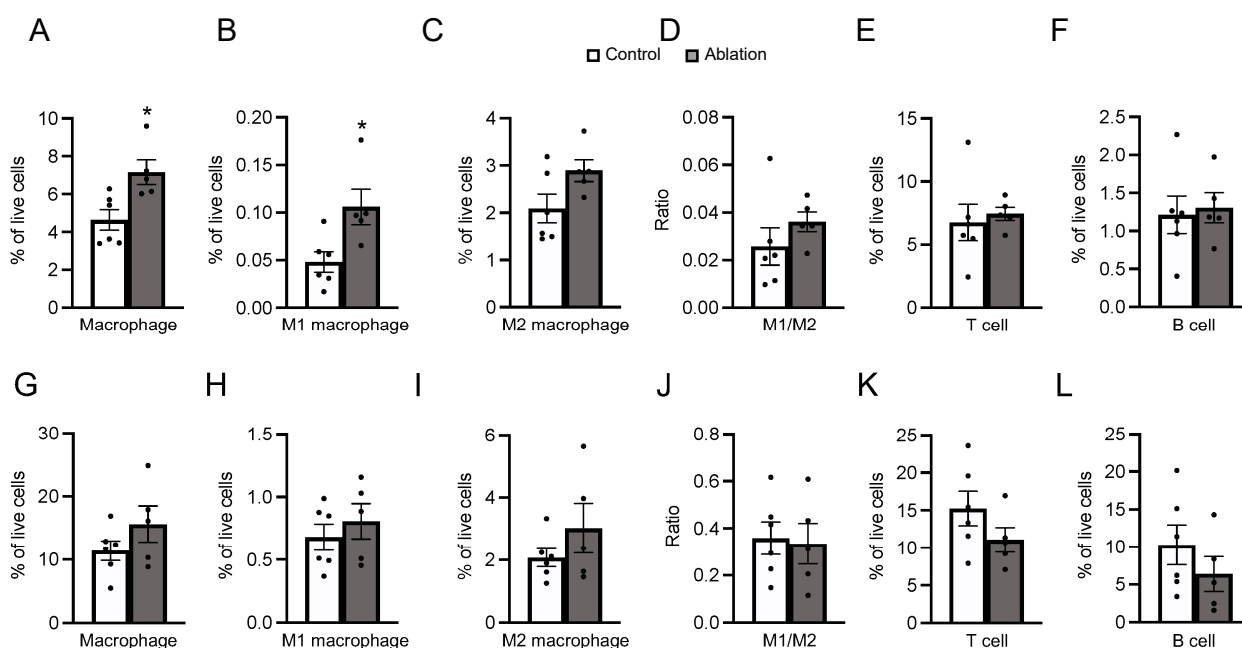 A B C D E F
Control Ablation
* *
% of live cells
10
8
6
4
2
0
Macrophage
% of live cells
0.20
0.15
0.10
0.05
0.00
M1 macrophage
% of live cells
4
3
2
1
0
M2 macrophage
Ratio
0.08
0.06
0.04
0.02
0.00
M1/M2
% of live cells
15
10
5
0
T cell
% of live cells
2.5
2.0
1.5
1.0
0.5
0.0
B cell
G H I J K L
% of live cells
30
20
10
0
Macrophage
% of live cells
1.5
1.0
0.5
0.0
M1 macrophage
% of live cells
6
4
2
0
M2 macrophage
Ratio
0.8
0.6
0.4
0.2
0.0
M1/M2
% of live cells
25
20
15
10
5
0
T cell
% of live cells
25
20
15
10
5
0
B cell